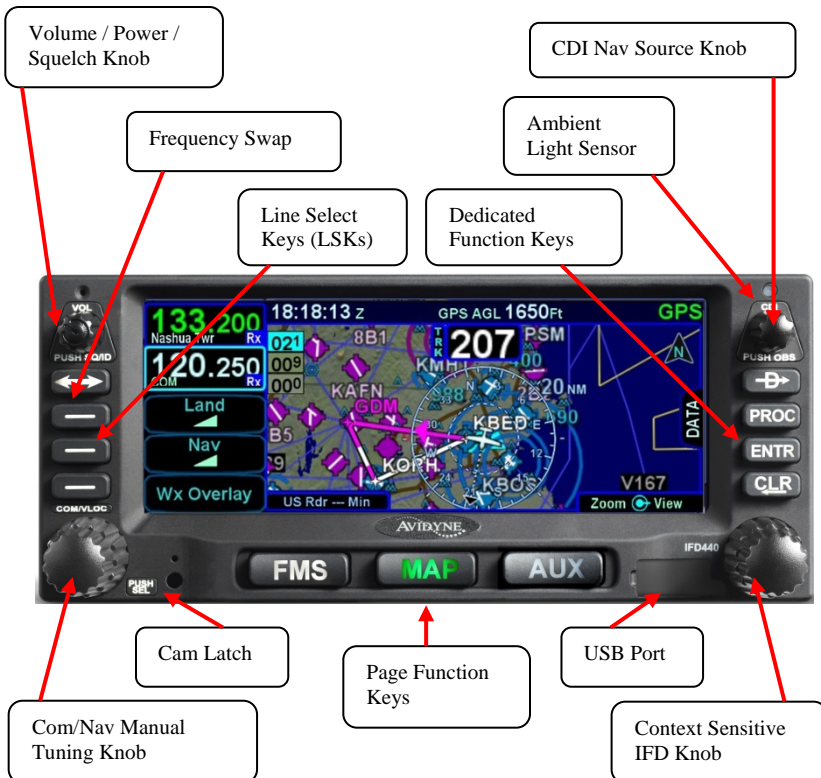 Volume / Power /
Squelch Knob
CDI Nav Source Knob
Frequency Swap
Ambient
Light Sensor
Line Select
Keys (LSKs)
Dedicated
Function Keys
VOL
PUSH SQ/ID
133.200
Nashua Twr Rx
120.250
COM Rx
Land
Nav
Wx Overlay
COM/VLOC
PUSH
SEL
18:18:13 Z
GPS AGL 1650Ft
GPS
021
009
000
8B1
TRK
207
PSM
N
20 NM
KAFN
GDM
B5
KBED
E
12
KOPH
KBOS
V167
DATA
US Rdr --- Min
Zoom View
PUSH OBS
D
PROC
ENTR
CLR
AVIDYNE
IFD440
FMS
MAP
AUX
Cam Latch
Page Function
Keys
USB Port
Com/Nav Manual
Tuning Knob
Context Sensitive
IFD Knob